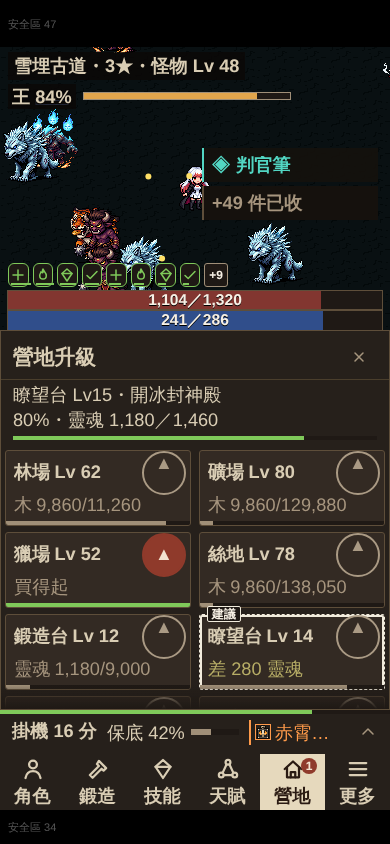 安全區 47
雪埋古道・3★・怪物 Lv 48
王 84%
◈ 判官筆
+49 件已收
+9
1,104／1,320
241／286
營地升級 ×
瞭望台 Lv15・開冰封神殿
80%・靈魂 1,180／1,460
林場 Lv 62
木 9,860/11,260
礦場 Lv 80
木 9,860/129,880
獵場 Lv 52
買得起
絲地 Lv 78
木 9,860/138,050
鍛造台 Lv 12
靈魂 1,180/9,000
建議
瞭望台 Lv 14
差 280 靈魂
掛機 16 分 保底 42% 赤霄…
角色 鍛造 技能 天賦 營地 1 更多
安全區 34